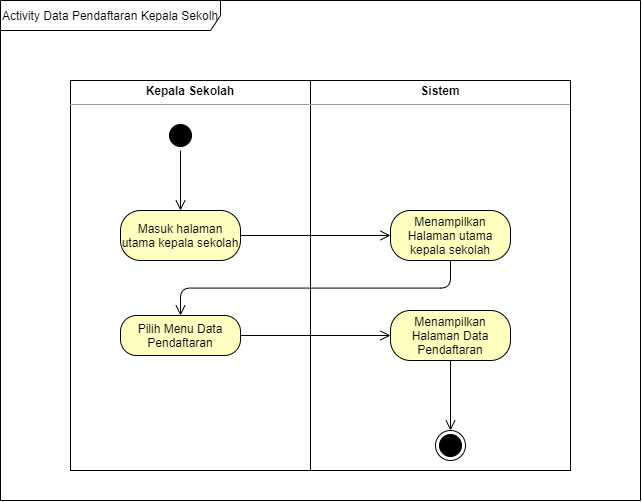 Activity Data Pendaftaran Kepala Sekolh
Kepala Sekolah
Sistem
Masuk halaman
utama kepala sekolah
Menampilkan
Halaman utama
kepala sekolah
Pilih Menu Data
Pendaftaran
Menampilkan
Halaman Data
Pendaftaran